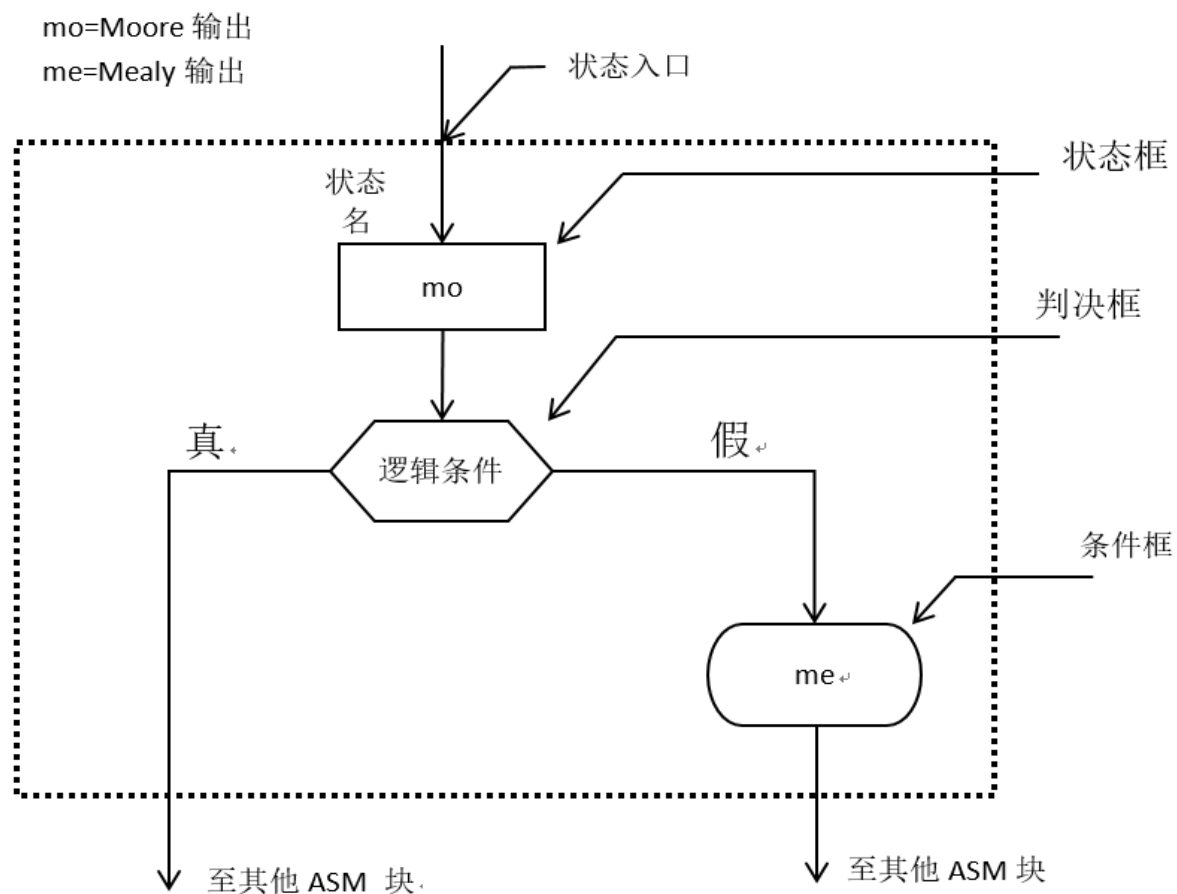 mo=Moore 输出
me=Mealy 输出
状态入口
状态框
状态
名
mo
判决框
真
逻辑条件
假
条件框
me
至其他 ASM 块
至其他 ASM 块